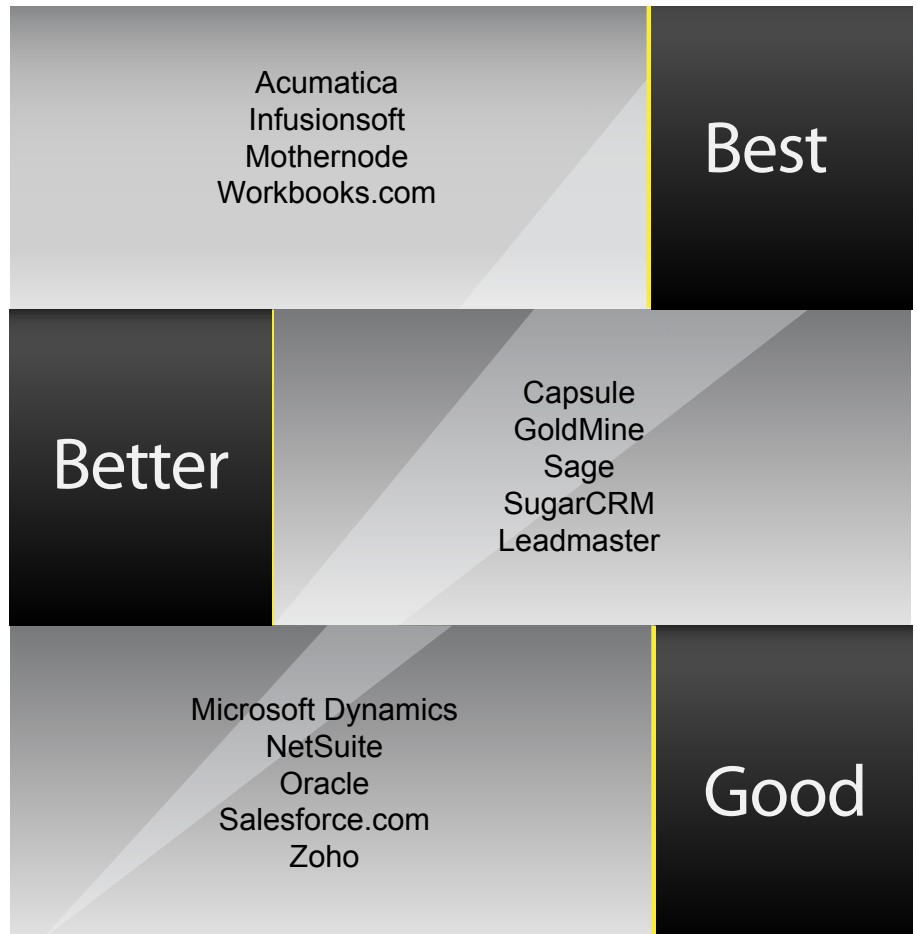 Acumatica
Infusionsoft
Mothernode
Workbooks.com
Best
Better
Capsule
GoldMine
Sage
SugarCRM
Leadmaster
Microsoft Dynamics
NetSuite
Oracle
Salesforce.com
Zoho
Good